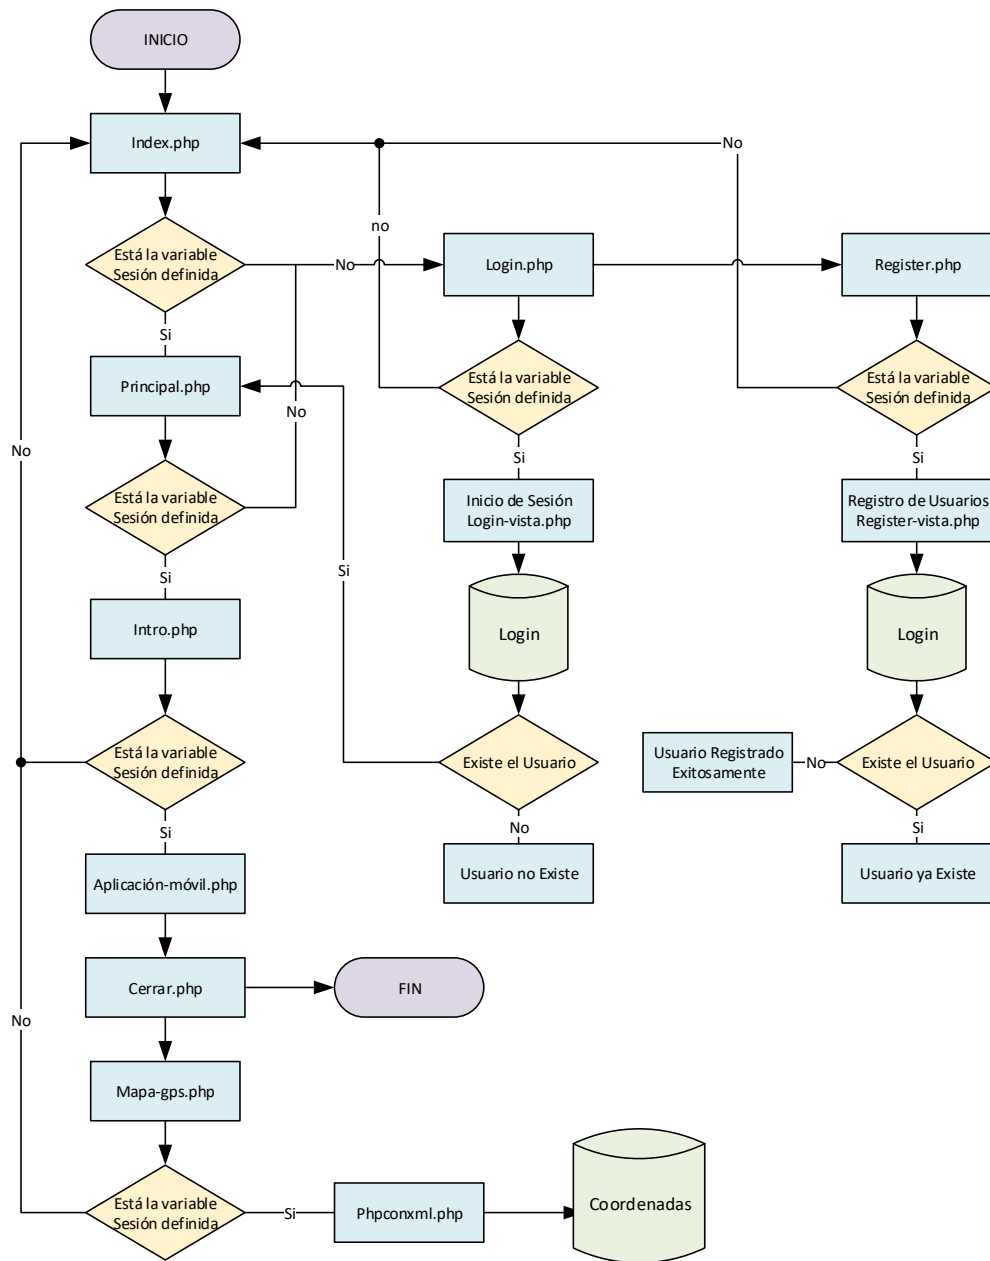 INICIO
Index.php
No
no
Está la variable
Sesión definida
No
Login.php
Register.php
Si
Principal.php
No
Está la variable
Sesión definida
Está la variable
Sesión definida
No
Si
Si
Está la variable
Sesión definida
Inicio de Sesión
Login-vista.php
Registro de Usuarios
Register-vista.php
Si
Si
Intro.php
Login
Login
Está la variable
Sesión definida
Existe el Usuario
Usuario Registrado
Exitosamente
No
Existe el Usuario
Si
No
Si
Aplicación-móvil.php
Usuario no Existe
Usuario ya Existe
Cerrar.php
FIN
No
Mapa-gps.php
Está la variable
Sesión definida
Si
Phpconxml.php
Coordenadas